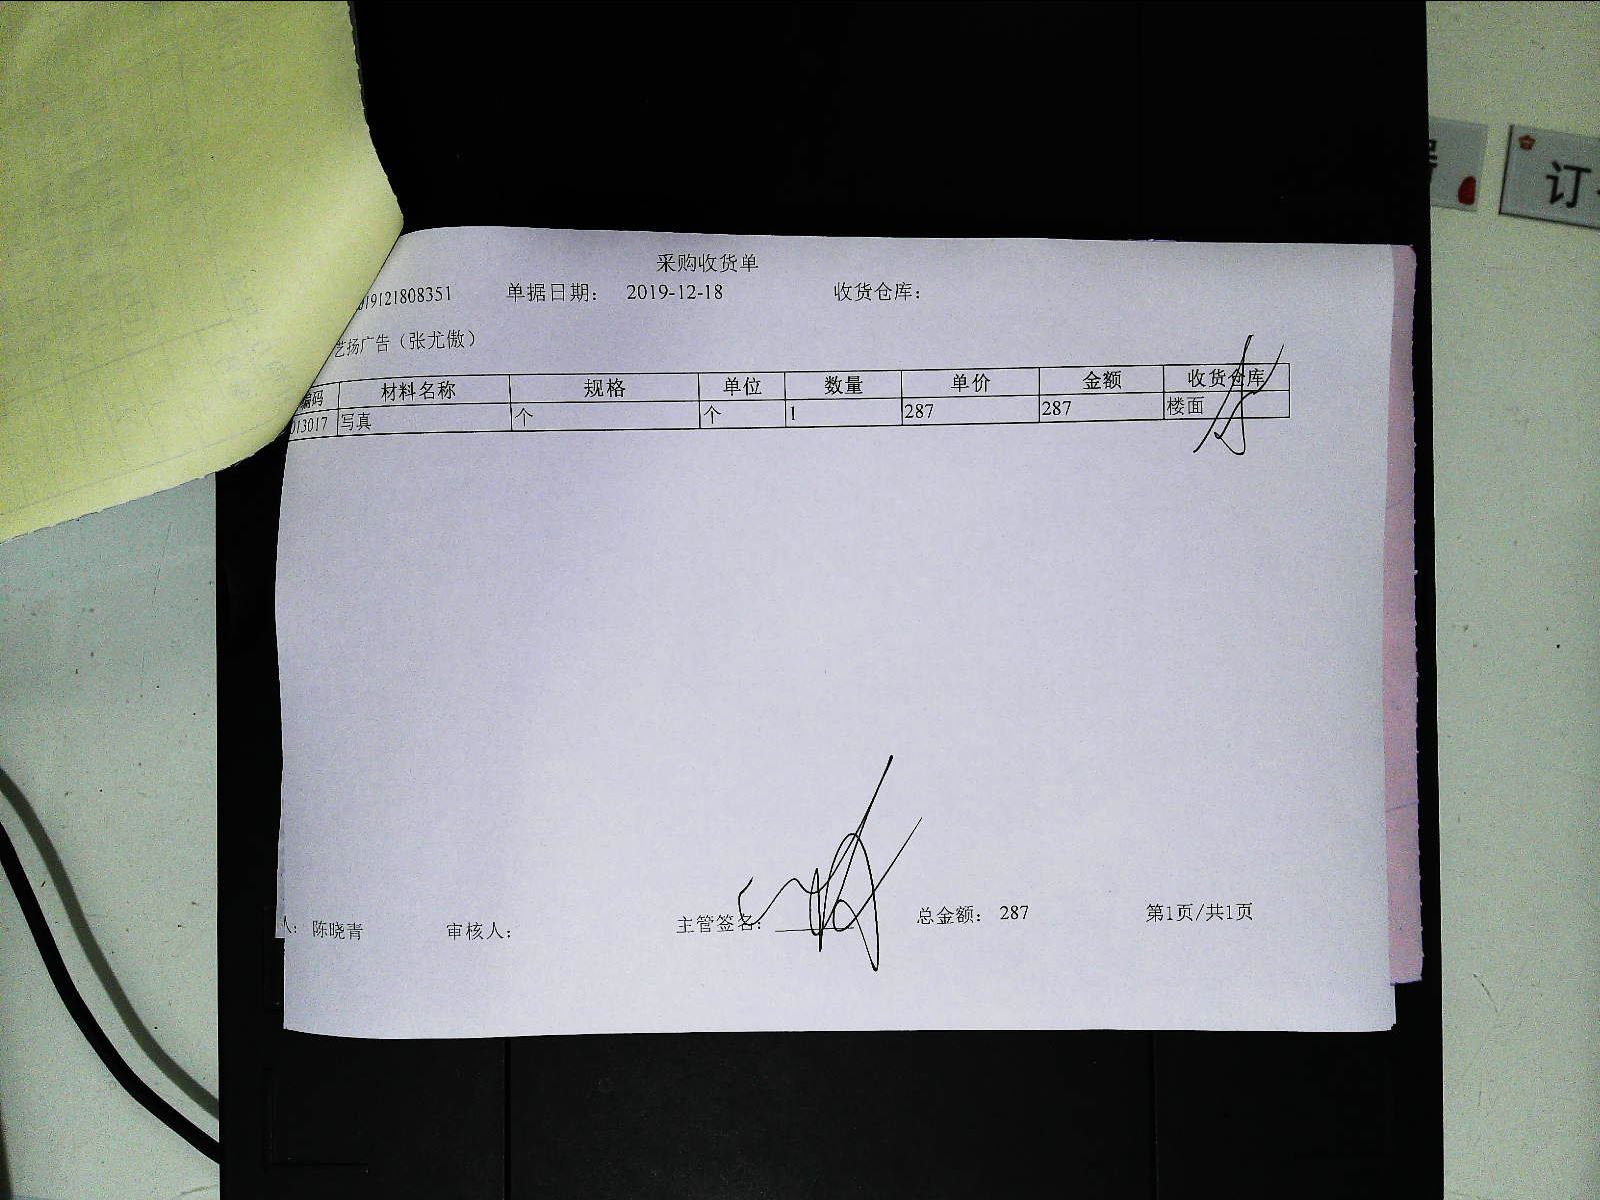 采购收货单
019121808351 单据日期: 2019-12-18 收货仓库:
艺扬广告（张尤傲）
编码 材料名称 规格 单位 数量 单价 金额 收货仓库
013017 写真 个 个 1 287 287 楼面
人: 陈晓青 审核人: 主管签名: 总金额: 287 第1页/共1页
订